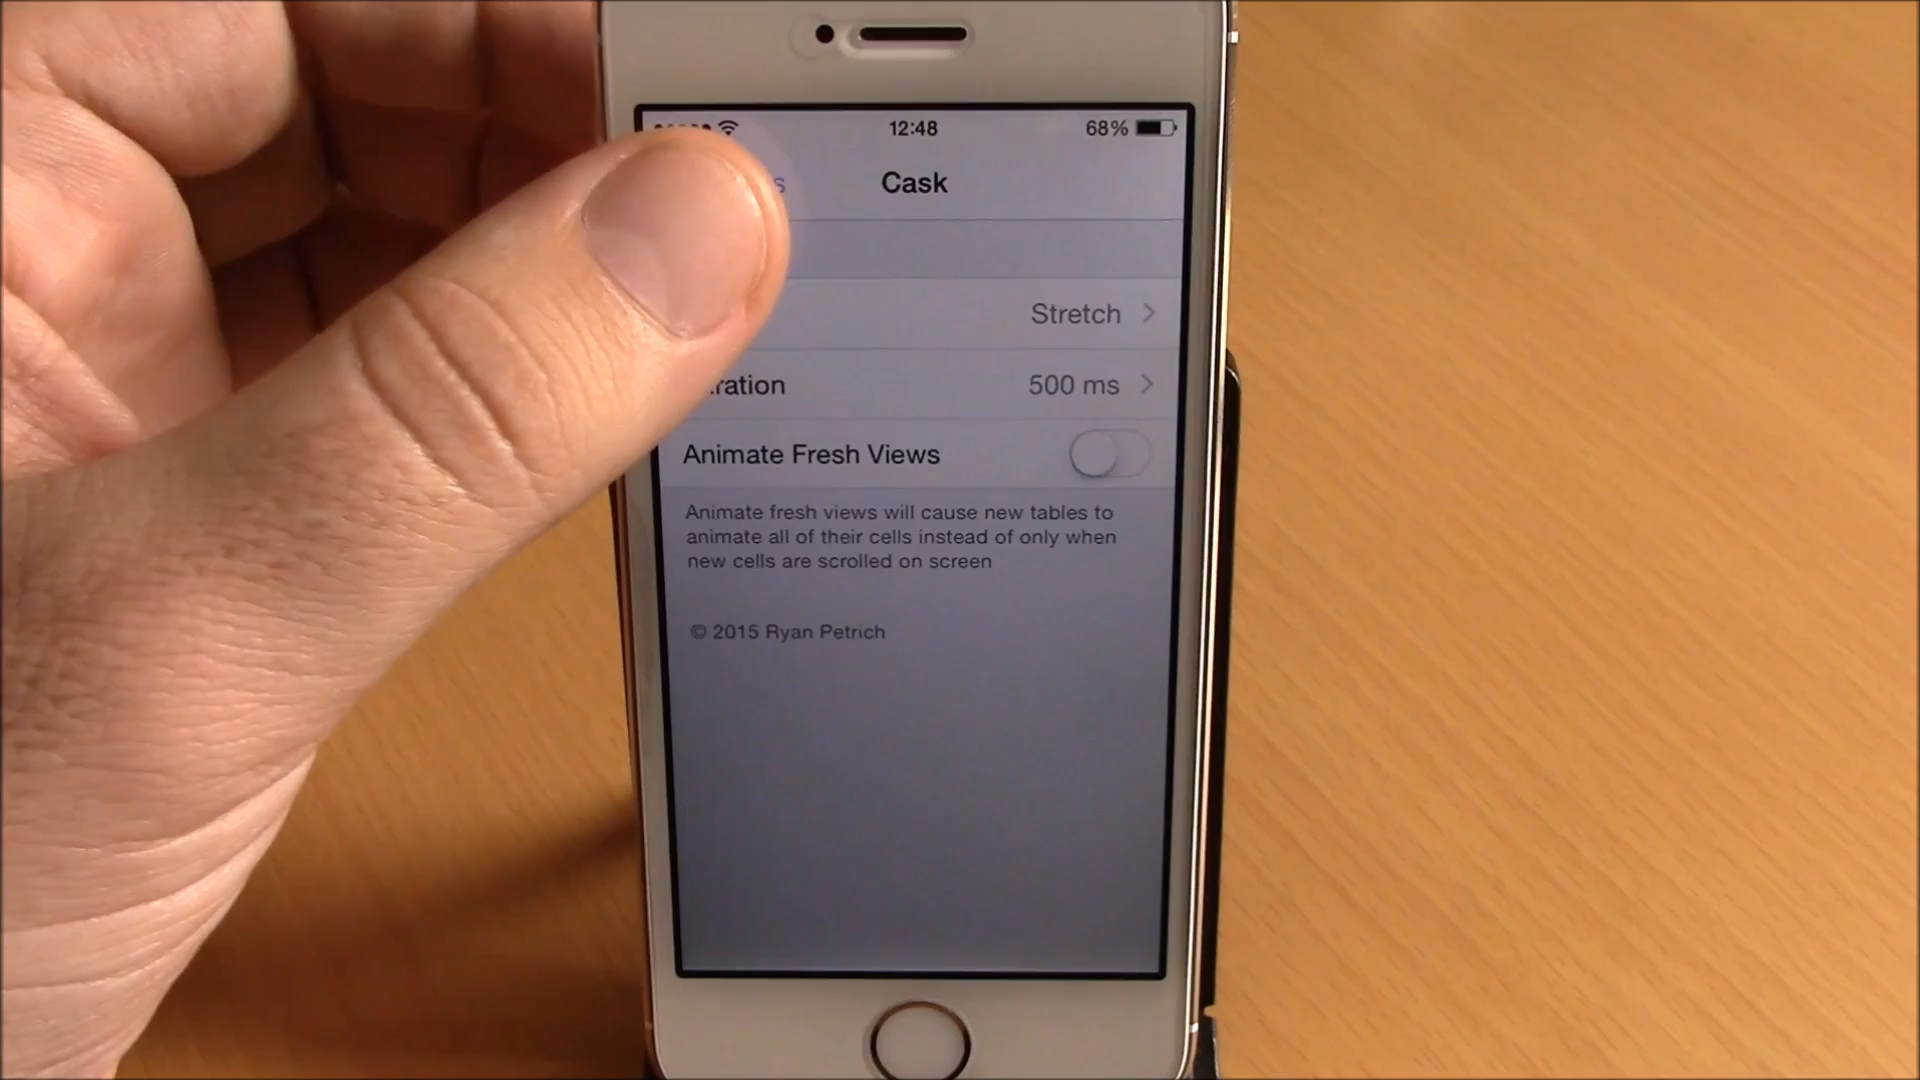 12:48 68%
Cask
Stretch
500 ms
Animate Fresh Views
Animate fresh views will cause new tables to
animate all of their cells instead of only when
new cells are scrolled on screen
© 2015 Ryan Petrich